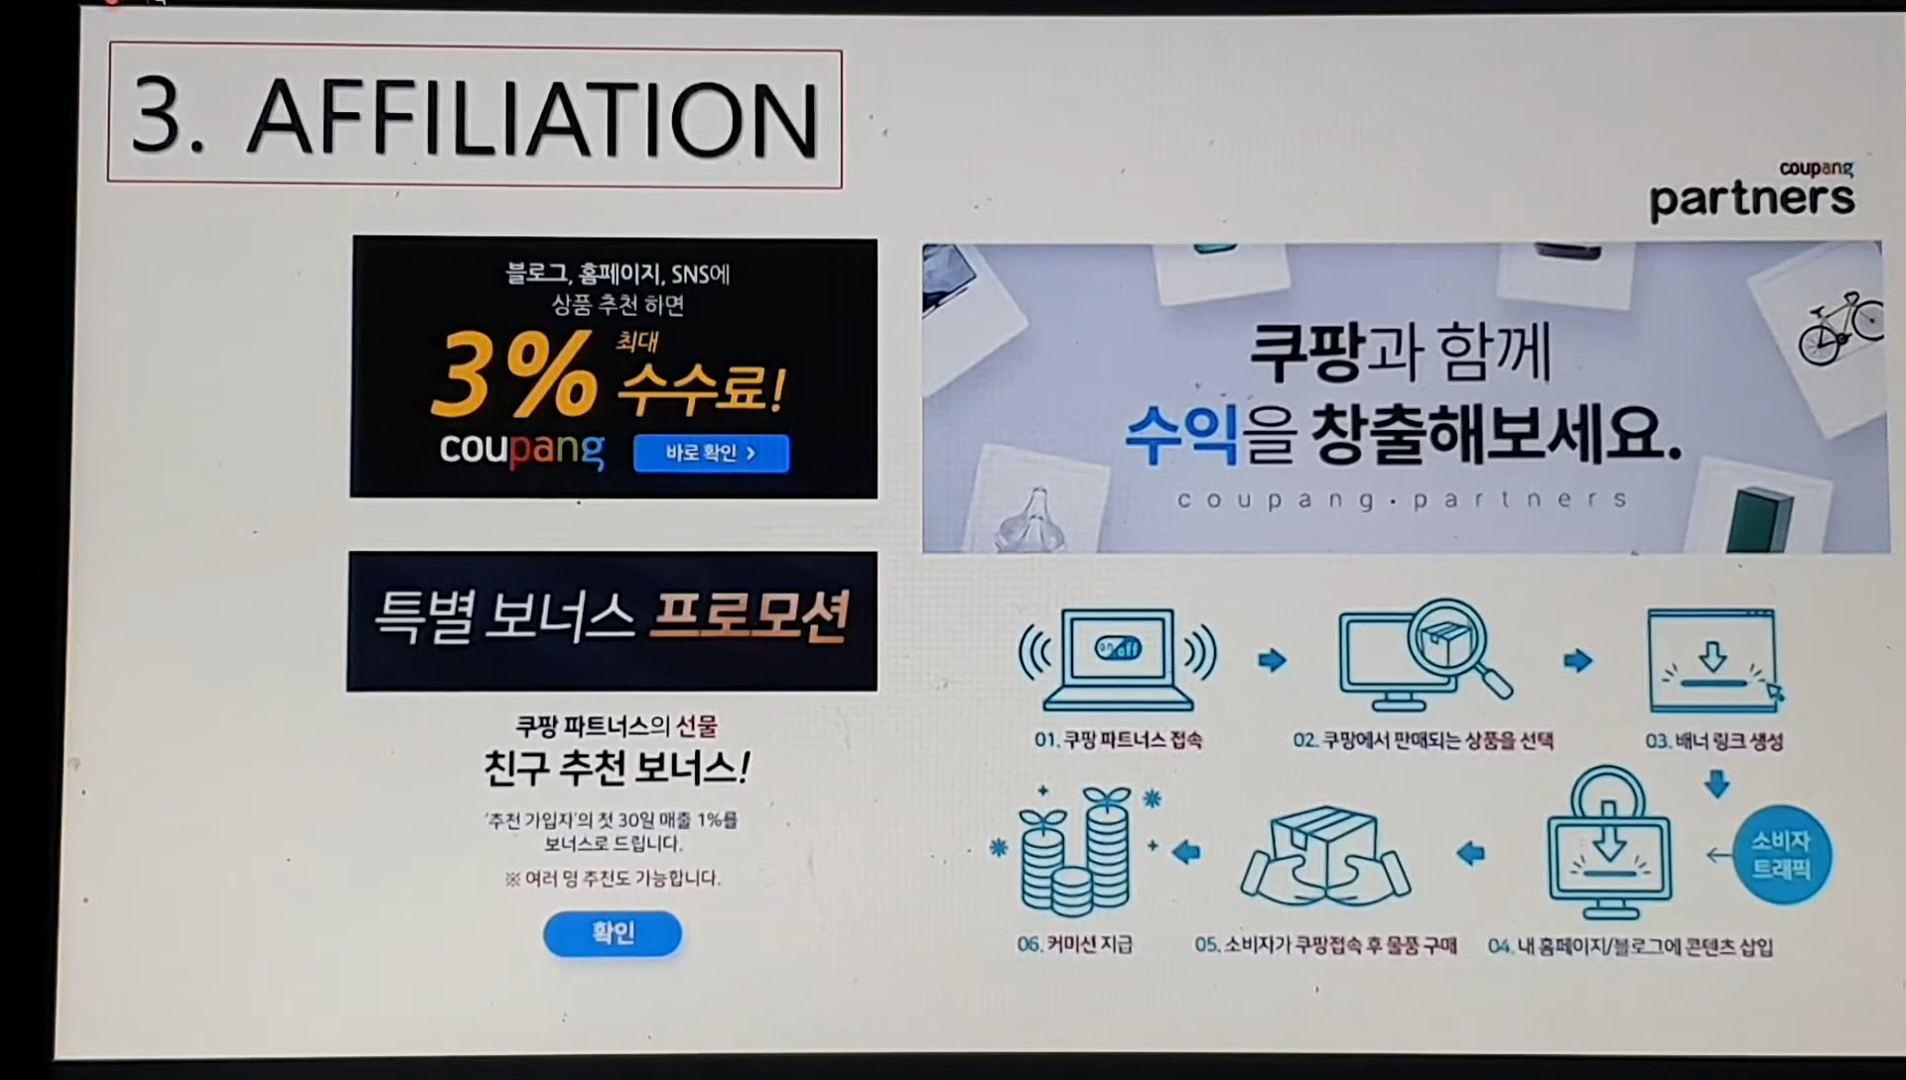 3. AFFILIATION
coupang
partners
블로그, 홈페이지, SNS에
상품 추천 하면
3% 최대
수수료!
coupang
바로 확인 >
쿠팡과 함께
수익을 창출해보세요.
coupang·partners
특별 보너스 프로모션
쿠팡 파트너스의 선물
친구 추천 보너스!
'추천 가입자'의 첫 30일 매출 1%를
보너스로 드립니다.
※ 여러 명 추천도 가능합니다.
확인
on off
01. 쿠팡 파트너스 접속
02. 쿠팡에서 판매되는 상품을 선택
03. 배너 링크 생성
소비자
트래픽
04. 내 홈페이지/블로그에 콘텐츠 삽입
05. 소비자가 쿠팡접속 후 물품 구매
06. 커미션 지급